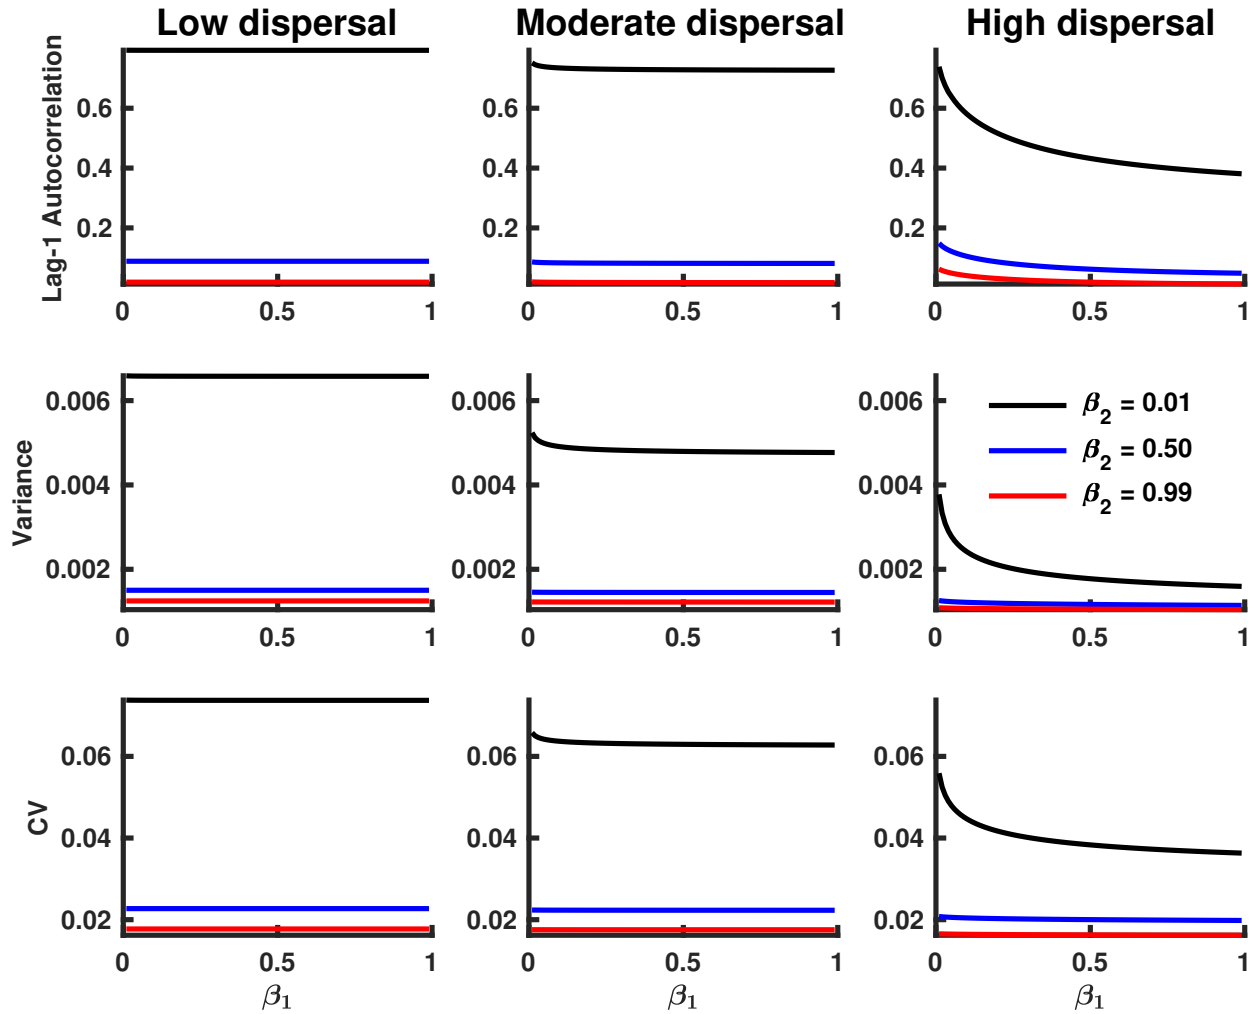 Low dispersal Moderate dispersal High dispersal
Lag-1 Autocorrelation
0.6 0.6 0.6
0.4 0.4 0.4
0.2 0.2 0.2
0 0.5 1 0 0.5 1 0 0.5 1
Variance
0.006 0.006 0.006
0.004 0.004 0.004
0.002 0.002 0.002
β₂ = 0.01
β₂ = 0.50
β₂ = 0.99
0 0.5 1 0 0.5 1 0 0.5 1
CV
0.06 0.06 0.06
0.04 0.04 0.04
0.02 0.02 0.02
0 0.5 1 0 0.5 1 0 0.5 1
β₁ β₁ β₁